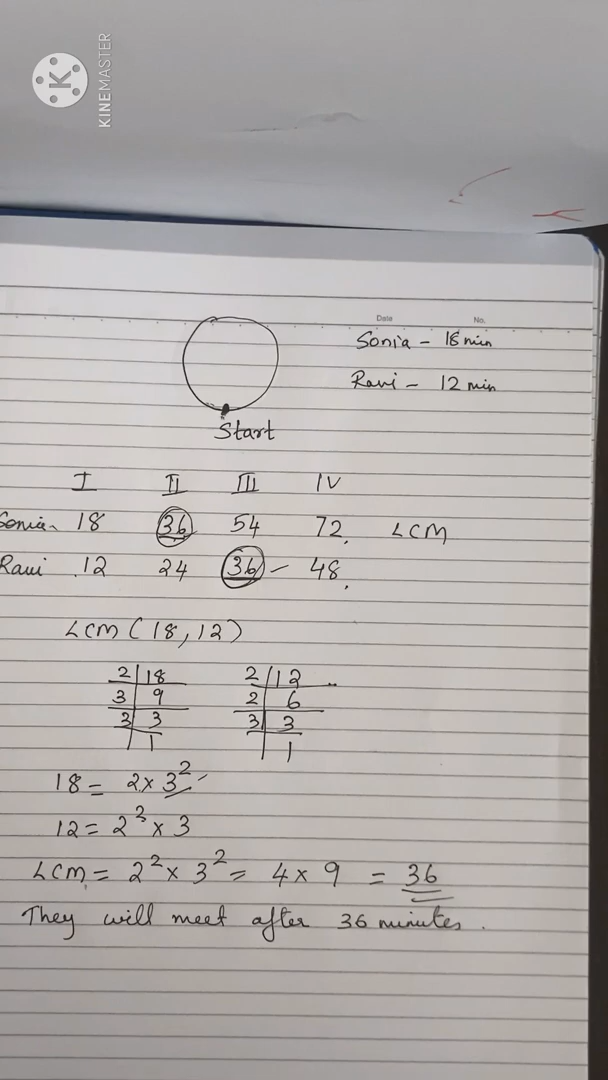 KINEMASTER
Date No.
Sonia - 18 min
Ravi - 12 min
Start
I II III IV
Sonia - 18 36 54 72. LCM
Ravi .12 24 36 - 48.
LCM (18, 12)
2 18 2 12
3 9 2 6
3 3 3 3
1 1
18 = 2 x 3²
12 = 2² x 3
LCM = 2² x 3² = 4 x 9 = 36
They will meet after 36 minutes.